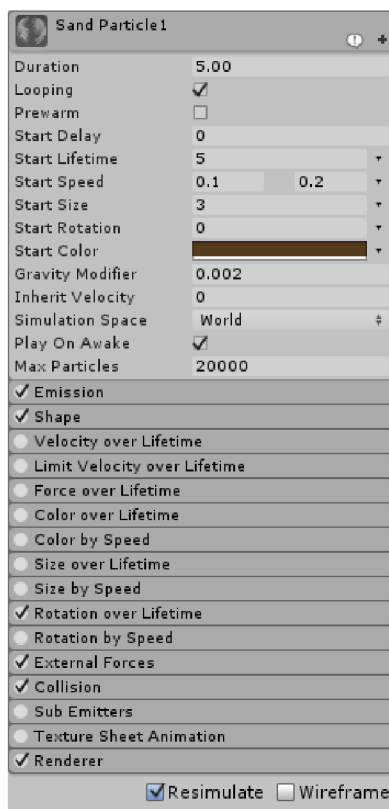 Sand Particle1
Duration 5.00
Looping
Prewarm
Start Delay 0
Start Lifetime 5
Start Speed 0.1 0.2
Start Size 3
Start Rotation 0
Start Color
Gravity Modifier 0.002
Inherit Velocity 0
Simulation Space World
Play On Awake
Max Particles 20000
Emission
Shape
Velocity over Lifetime
Limit Velocity over Lifetime
Force over Lifetime
Color over Lifetime
Color by Speed
Size over Lifetime
Size by Speed
Rotation over Lifetime
Rotation by Speed
External Forces
Collision
Sub Emitters
Texture Sheet Animation
Renderer
Resimulate Wireframe